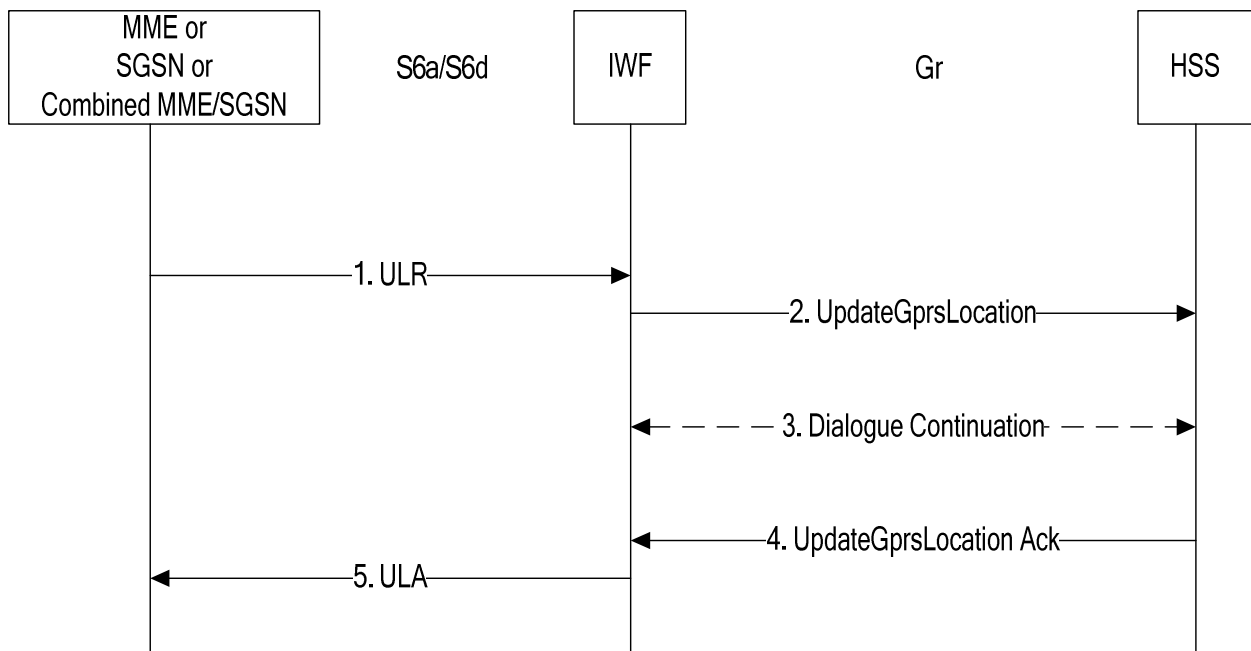 MME or
SGSN or
Combined MME/SGSN
S6a/S6d
IWF
Gr
HSS
1. ULR
2. UpdateGprsLocation
3. Dialogue Continuation
4. UpdateGprsLocation Ack
5. ULA